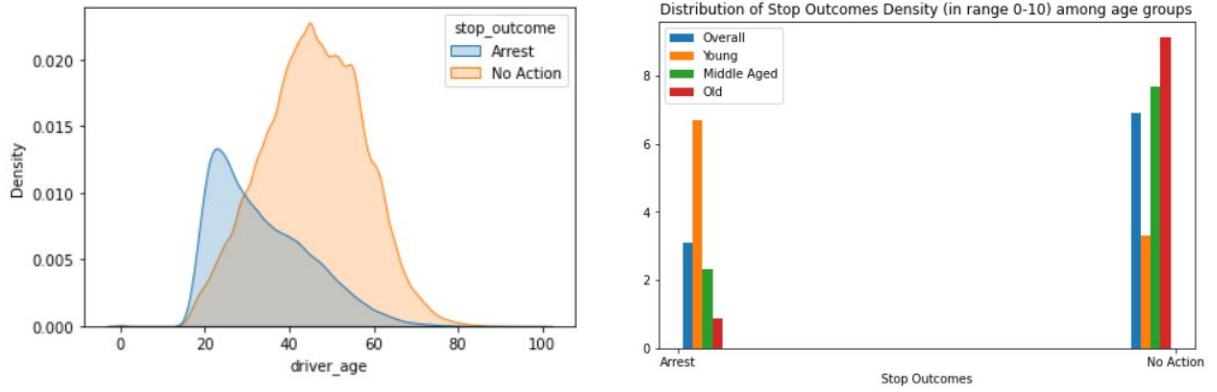 stop_outcome
Arrest
No Action
0.020
0.015
0.010
0.005
0.000
Density
0 20 40 60 80 100
driver_age
Distribution of Stop Outcomes Density (in range 0-10) among age groups
Overall
Young
Middle Aged
Old
8
6
4
2
0
Arrest No Action
Stop Outcomes